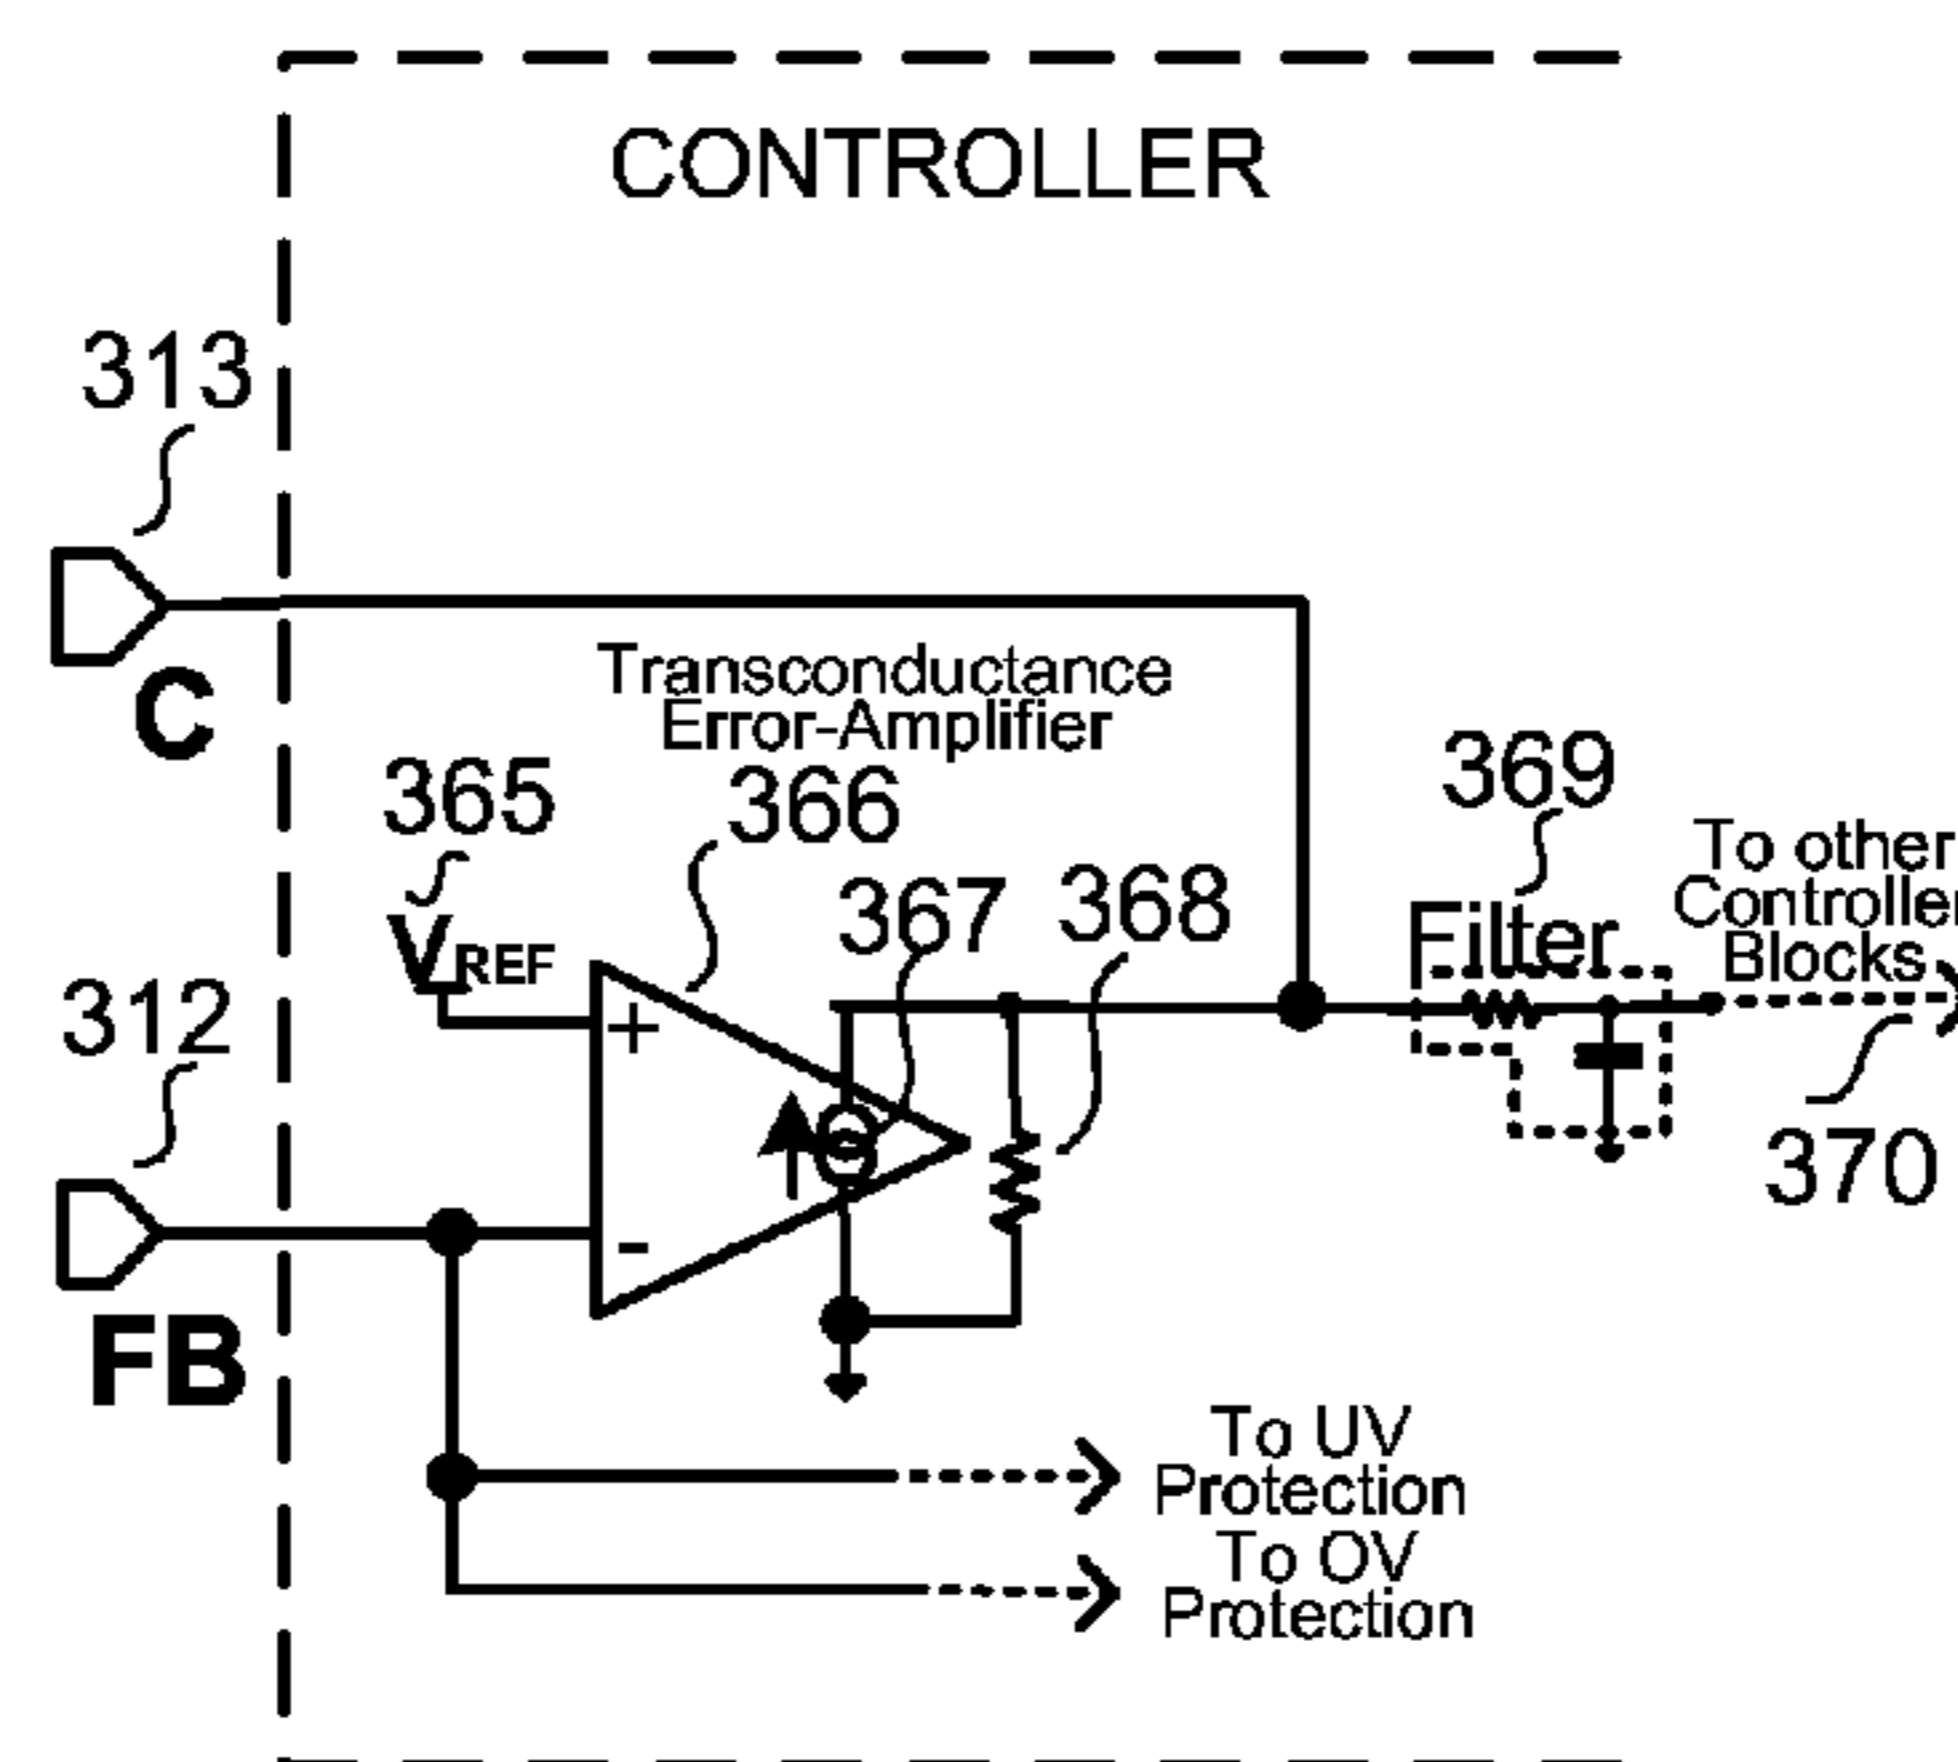 CONTROLLER
313
C
Transconductance
Error-Amplifier
365
366
367
368
369
To other
Controller
Blocks
Filter
VREF
+
312
370
-
FB
To UV
Protection
To OV
Protection